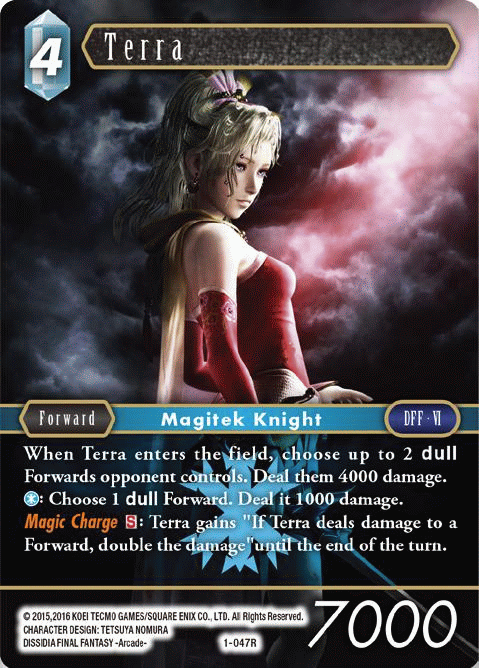 4
Terra
Forward
Magitek Knight
DFF · VI
When Terra enters the field, choose up to 2 dull
Forwards opponent controls. Deal them 4000 damage.
: Choose 1 dull Forward. Deal it 1000 damage.
Magic Charge S: Terra gains "If Terra deals damage to a
Forward, double the damage"until the end of the turn.
© 2015,2016 KOEI TECMO GAMES/SQUARE ENIX CO., LTD. All Rights Reserved.
CHARACTER DESIGN: TETSUYA NOMURA
DISSIDIA FINAL FANTASY -Arcade-
1-047R
7000